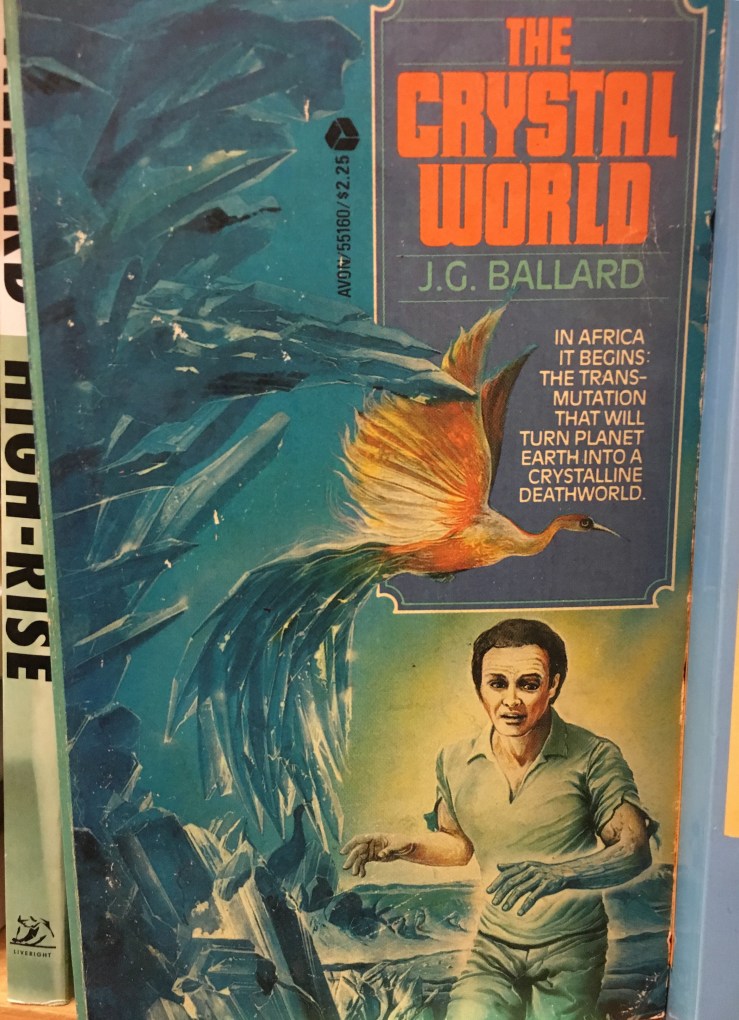 THE
CRYSTAL
WORLD
J.G. BALLARD
IN AFRICA
IT BEGINS:
THE TRANS-
MUTATION
THAT WILL
TURN PLANET
EARTH INTO A
CRYSTALLINE
DEATHWORLD.
AVON/55160/$2.25
HIGH-RISE
LIVERIGHT